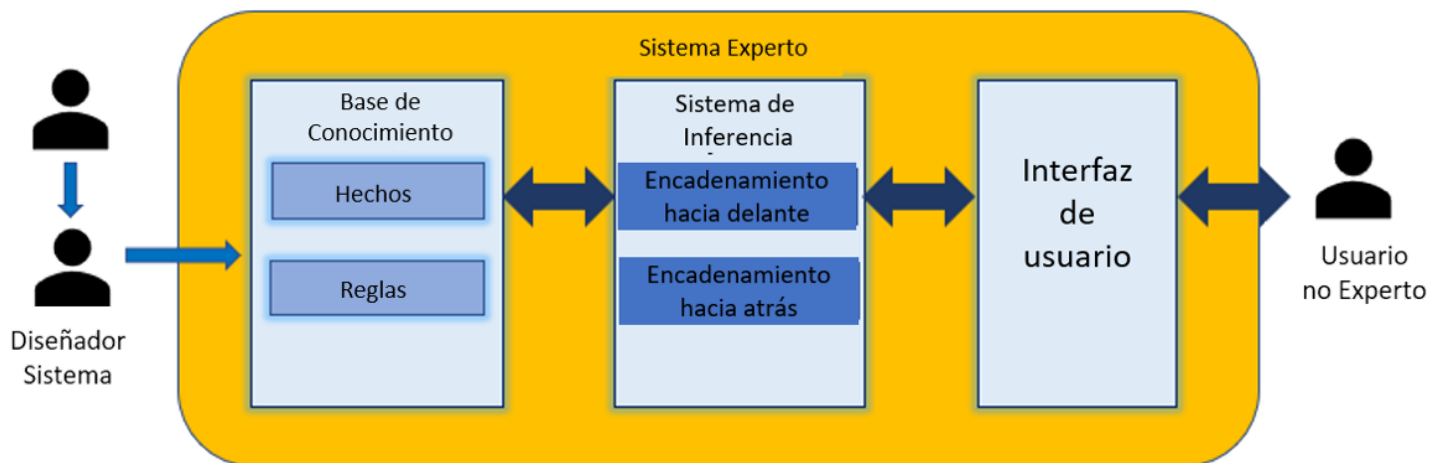 Sistema Experto
Base de
Conocimiento
Hechos
Reglas
Sistema de
Inferencia
Encadenamiento
hacia delante
Encadenamiento
hacia atrás
Interfaz
de
usuario
Diseñador
Sistema
Usuario
no Experto